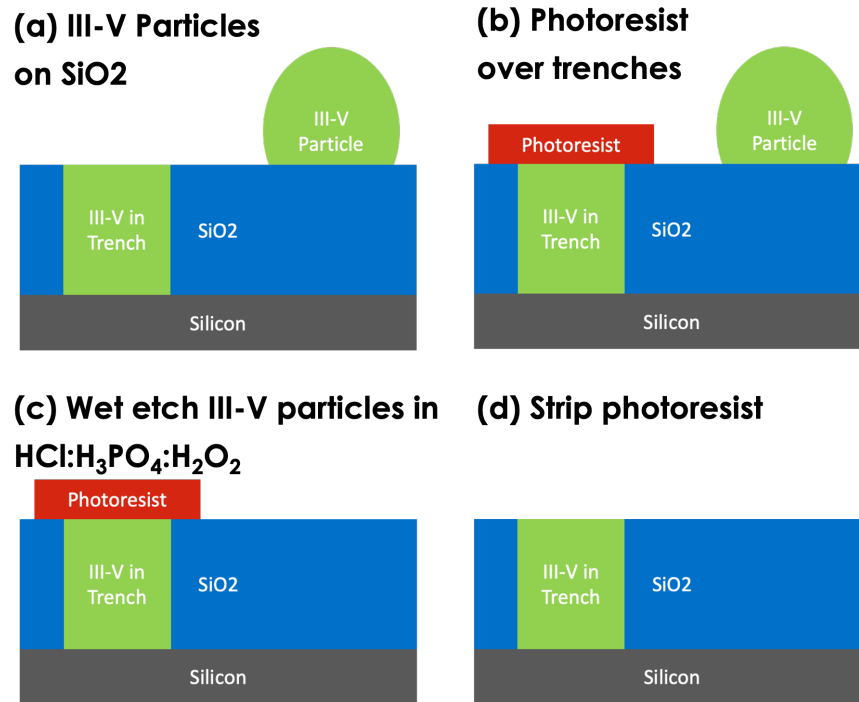 (a) III-V Particles
on SiO2
III-V
Particle
III-V in
Trench
SiO2
Silicon
(b) Photoresist
over trenches
III-V
Particle
Photoresist
III-V in
Trench
SiO2
Silicon
(c) Wet etch III-V particles in
HCl:H₃PO₄:H₂O₂
Photoresist
III-V in
Trench
SiO2
Silicon
(d) Strip photoresist
III-V in
Trench
SiO2
Silicon